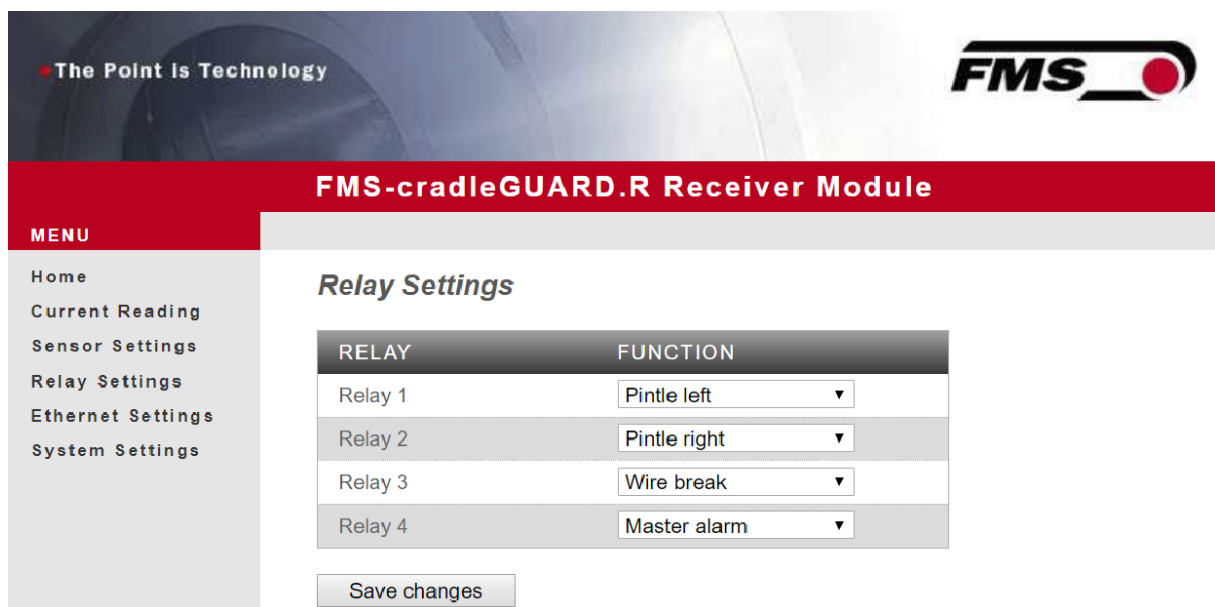 The Point is Technology
FMS
FMS-cradleGUARD.R Receiver Module
MENU
Home
Current Reading
Sensor Settings
Relay Settings
Ethernet Settings
System Settings
Relay Settings
RELAY FUNCTION
Relay 1 Pintle left
Relay 2 Pintle right
Relay 3 Wire break
Relay 4 Master alarm
Save changes